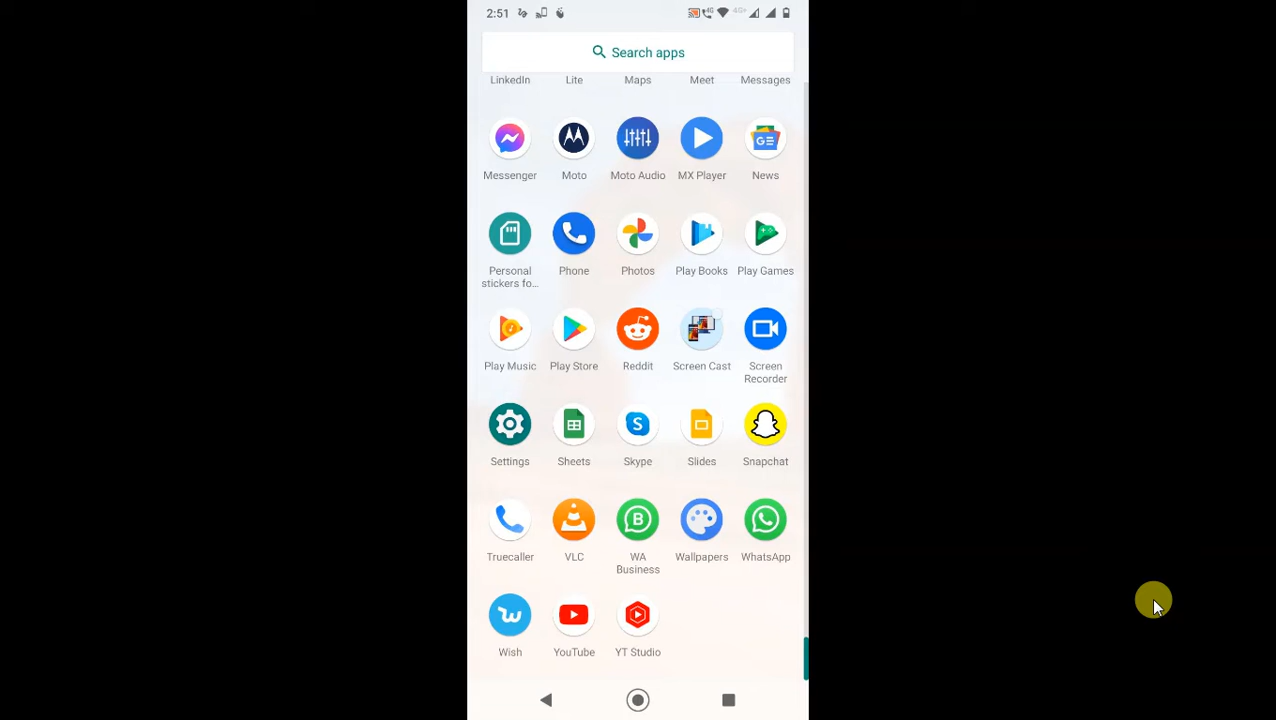 2:51
4G 4G+
Search apps
LinkedIn Lite Maps Meet Messages
Messenger Moto Moto Audio MX Player News
Personal stickers fo... Phone Photos Play Books Play Games
Play Music Play Store Reddit Screen Cast Screen Recorder
Settings Sheets Skype Slides Snapchat
Truecaller VLC WA Business Wallpapers WhatsApp
Wish YouTube YT Studio